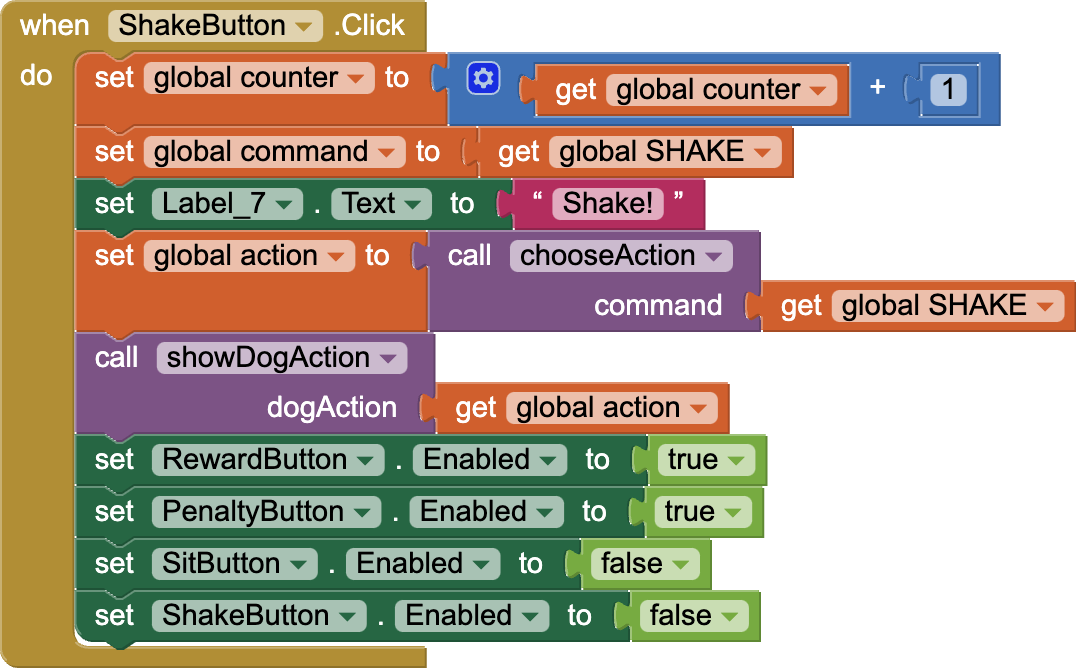 when ShakeButton .Click
do set global counter to get global counter + 1
set global command to get global SHAKE
set Label_7 . Text to “ Shake! ”
set global action to call chooseAction
command get global SHAKE
call showDogAction
dogAction get global action
set RewardButton . Enabled to true
set PenaltyButton . Enabled to true
set SitButton . Enabled to false
set ShakeButton . Enabled to false